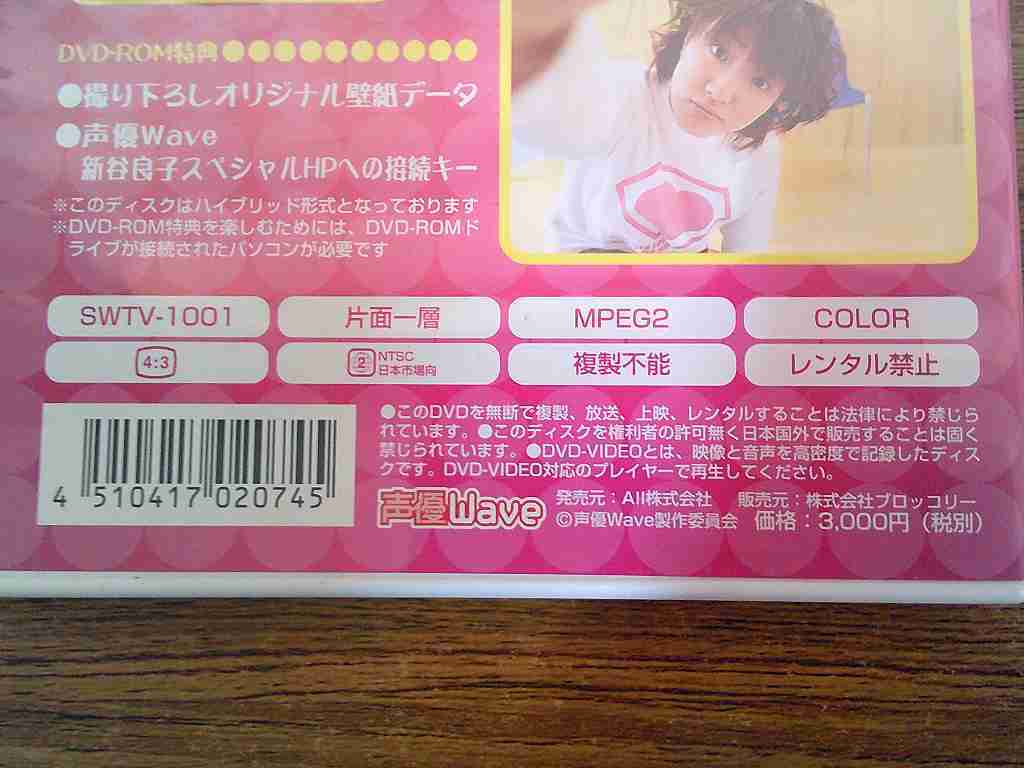 DVD-ROM特典
●撮り下ろしオリジナル壁紙データ
●声優Wave
新谷良子スペシャルHPへの接続キー
※このディスクはハイブリッド形式となっております
※DVD-ROM特典を楽しむためには、DVD-ROMド
ライブが接続されたパソコンが必要です
SWTV-1001 片面一層 MPEG2 COLOR
4:3 2 NTSC 日本市場向 複製不能 レンタル禁止
●このDVDを無断で複製、放送、上映、レンタルすることは法律により禁じら
れています。●このディスクを権利者の許可無く日本国外で販売することは固く
禁じられています。●DVD-VIDEOとは、映像と音声を高密度で記録したディス
クです。DVD-VIDEO対応のプレイヤーで再生してください。
4 510417 020745
声優Wave 発売元：AII株式会社 販売元：株式会社ブロッコリー
©声優Wave製作委員会 価格：3,000円（税別）